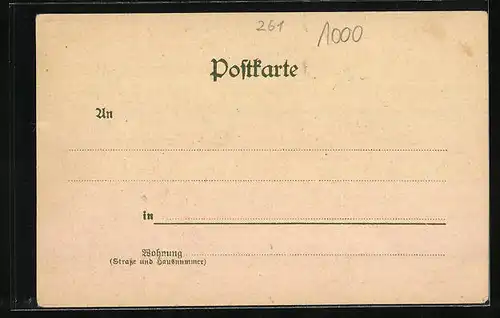 261 1000
Postkarte
An
in
Wohnung
(Straße und Hausnummer)